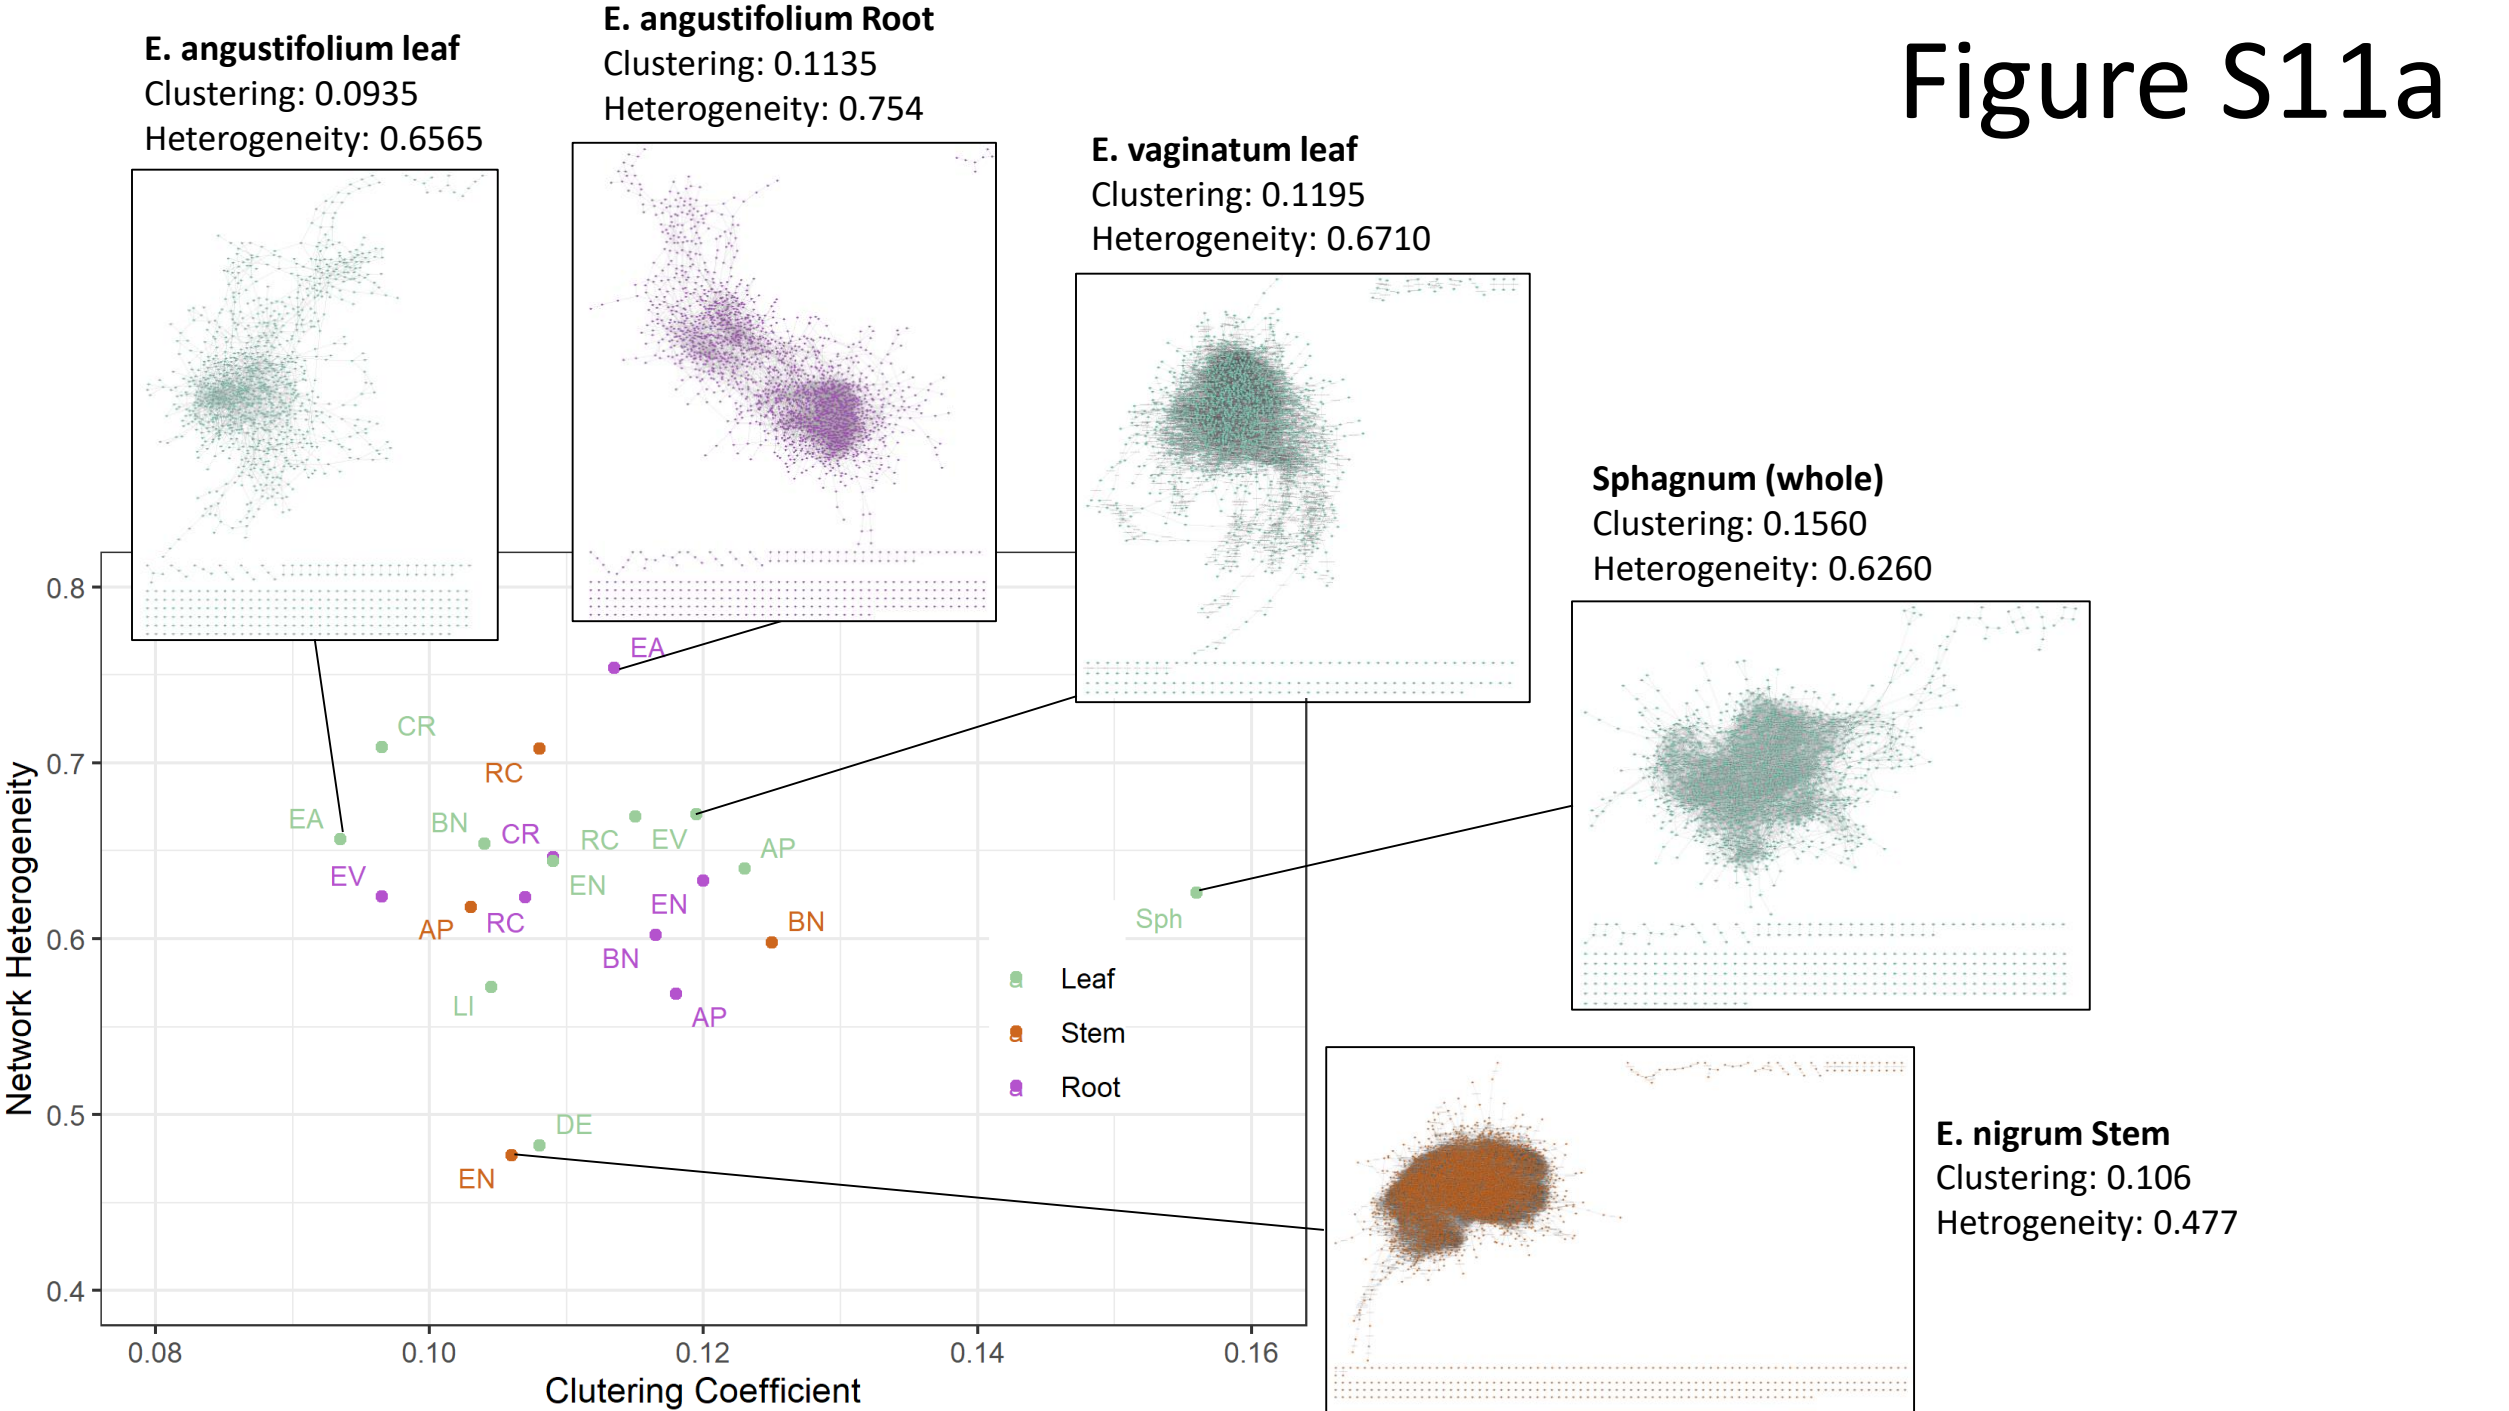 Figure S11a
E. angustifolium leaf
Clustering: 0.0935
Heterogeneity: 0.6565
E. angustifolium Root
Clustering: 0.1135
Heterogeneity: 0.754
E. vaginatum leaf
Clustering: 0.1195
Heterogeneity: 0.6710
Sphagnum (whole)
Clustering: 0.1560
Heterogeneity: 0.6260
E. nigrum Stem
Clustering: 0.106
Hetrogeneity: 0.477
Network Heterogeneity
0.8
0.7
0.6
0.5
0.4
EA
CR
RC
EA
BN
CR
RC
EV
AP
EV
EN
AP
RC
EN
BN
Sph
BN
LI
AP
DE
EN
a Leaf
a Stem
a Root
0.08
0.10
0.12
0.14
0.16
Clutering Coefficient